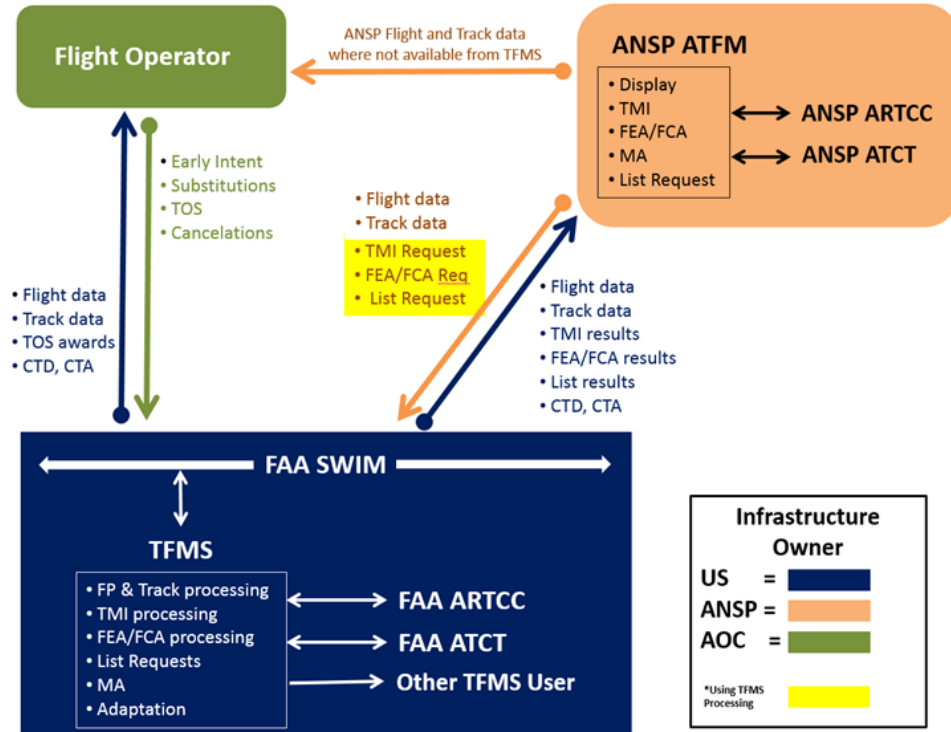 Flight Operator
ANSP Flight and Track data
where not available from TFMS
ANSP ATFM
• Display
• TMI
• FEA/FCA
• MA
• List Request
ANSP ARTCC
ANSP ATCT
• Early Intent
• Substitutions
• TOS
• Cancelations
• Flight data
• Track data
• TMI Request
• FEA/FCA Req
• List Request
• Flight data
• Track data
• TOS awards
• CTD, CTA
• Flight data
• Track data
• TMI results
• FEA/FCA results
• List results
• CTD, CTA
FAA SWIM
TFMS
• FP & Track processing
• TMI processing
• FEA/FCA processing
• List Requests
• MA
• Adaptation
FAA ARTCC
FAA ATCT
Other TFMS User
Infrastructure
Owner
US =
ANSP =
AOC =
*Using TFMS
Processing